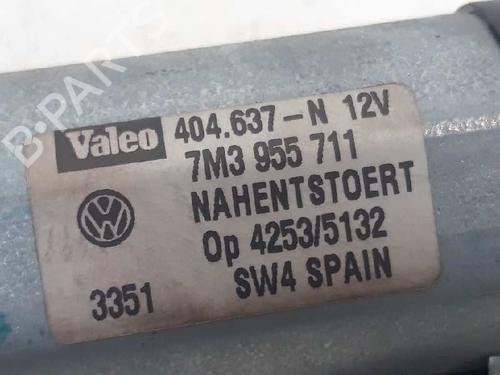 Valeo 404.637-N 12V
7M3 955 711
NAHENTSTOERT
Op 4253/5132
3351 SW4 SPAIN
B-PARTS